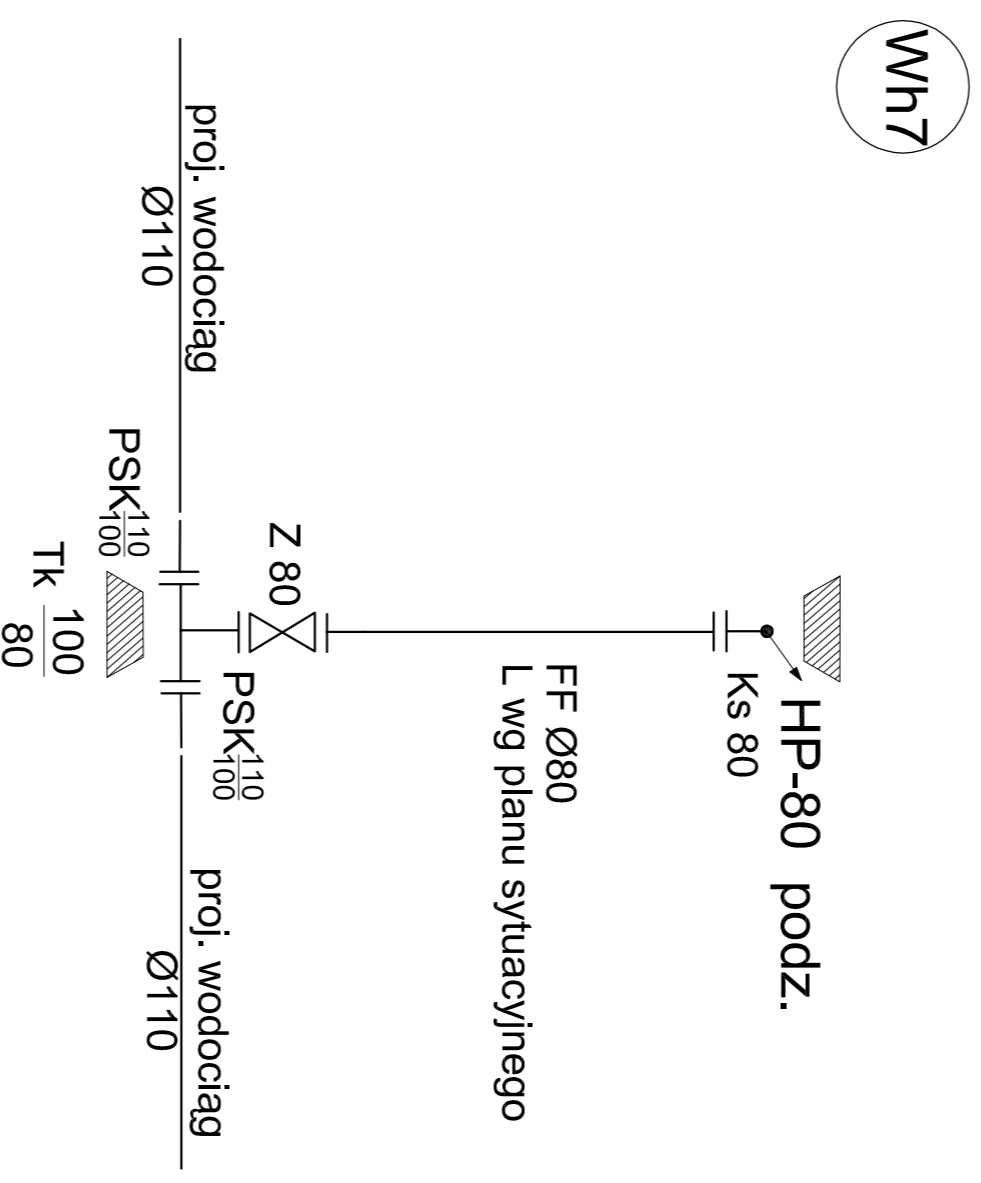 Wh7
HP-80 podz.
Ks 80
FF Ø80
L wg planu sytuacyjnego
Z 80
PSK 110
100
proj. wodociąg
Ø110
proj. wodociąg
Ø110
PSK 110
100
Tk 100
80